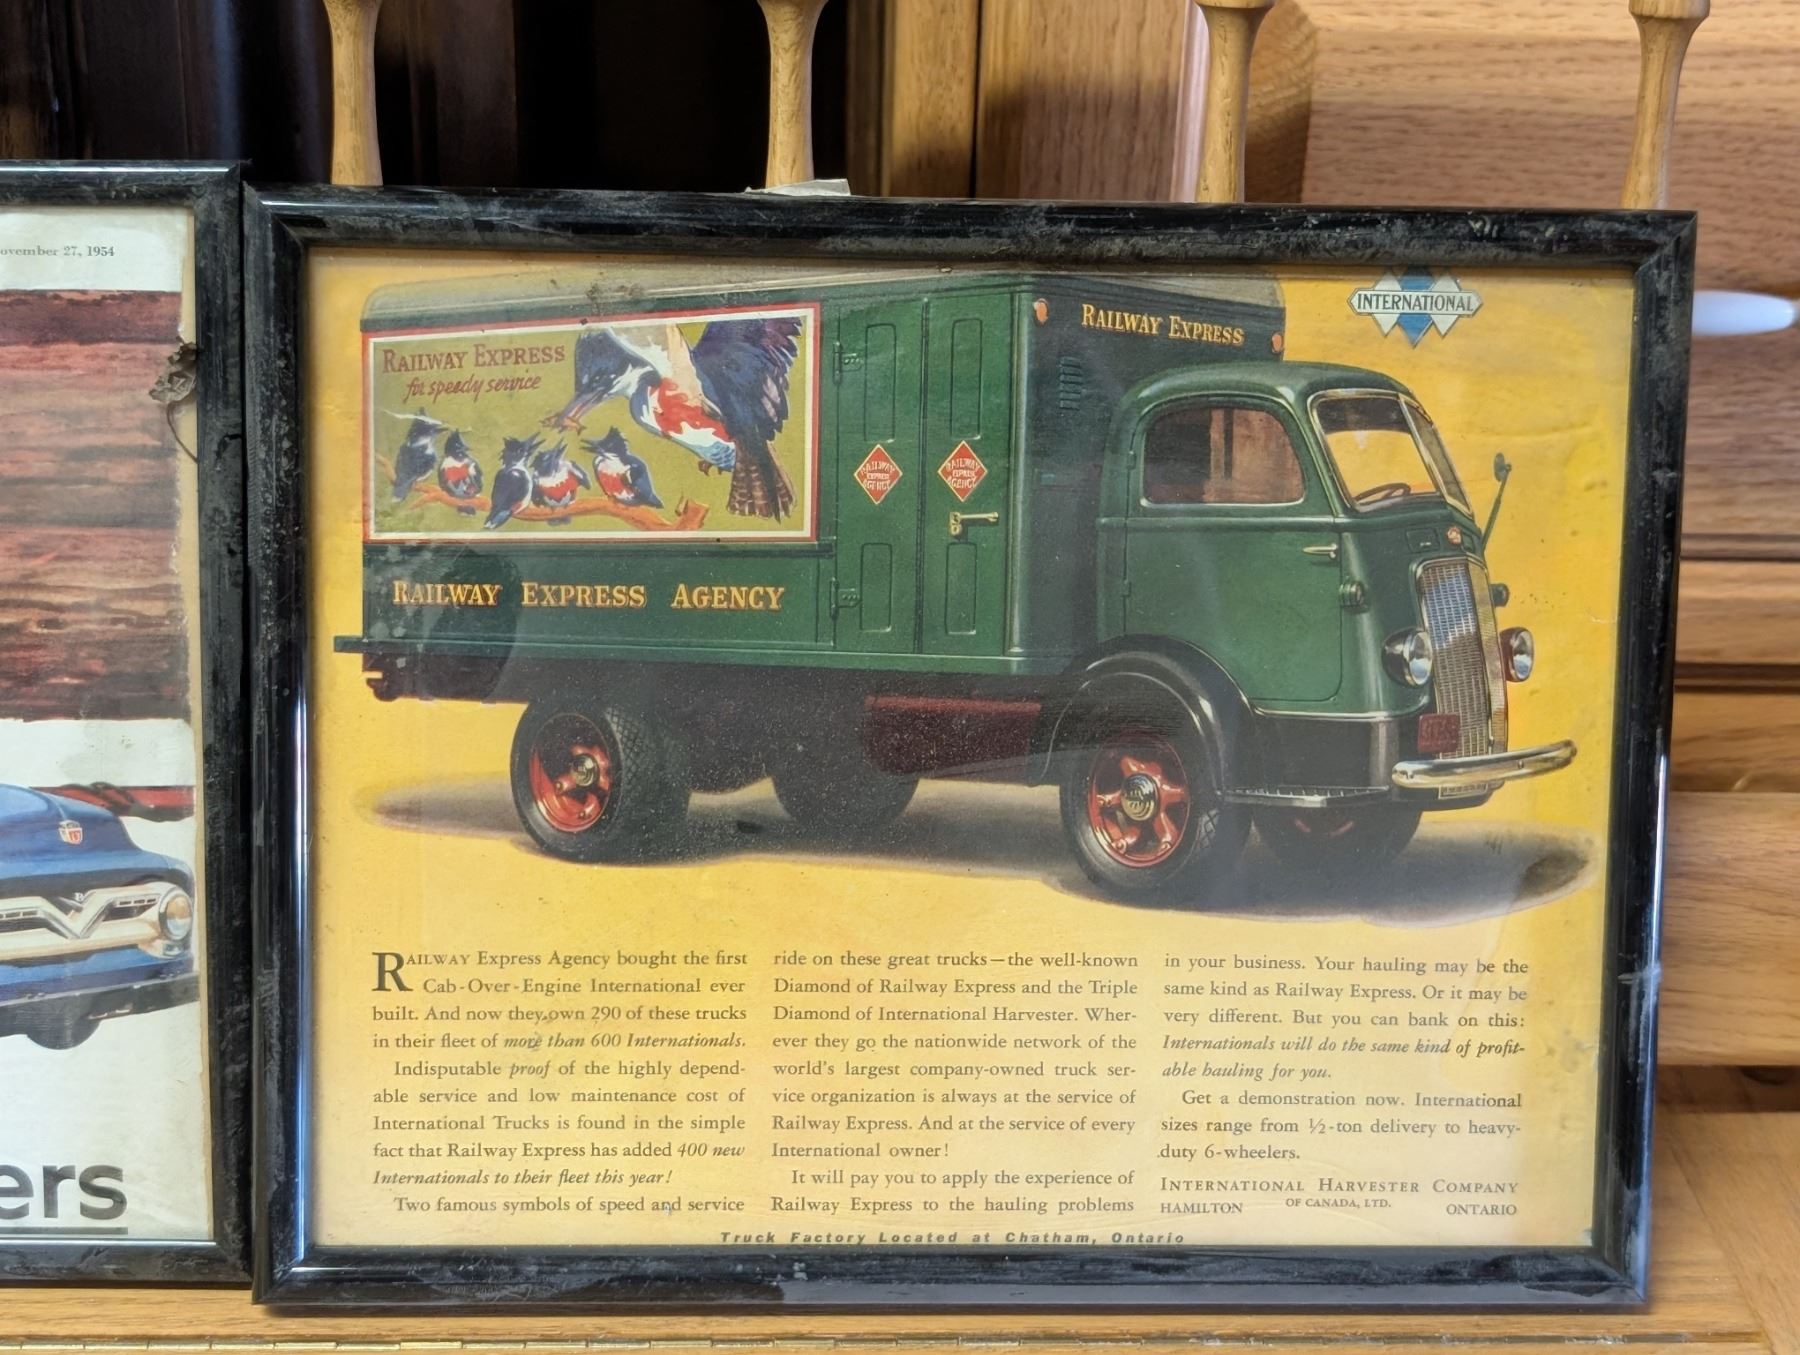 ovember 27, 1954
ers
INTERNATIONAL
RAILWAY EXPRESS
RAILWAY EXPRESS
for speedy service
RAILWAY
EXPRESS
AGENCY
RAILWAY
EXPRESS
AGENCY
RAILWAY EXPRESS AGENCY
RAILWAY Express Agency bought the first
Cab-Over-Engine International ever
built. And now they own 290 of these trucks
in their fleet of more than 600 Internationals.
Indisputable proof of the highly depend-
able service and low maintenance cost of
International Trucks is found in the simple
fact that Railway Express has added 400 new
Internationals to their fleet this year!
Two famous symbols of speed and service
ride on these great trucks—the well-known
Diamond of Railway Express and the Triple
Diamond of International Harvester. Wher-
ever they go the nationwide network of the
world's largest company-owned truck ser-
vice organization is always at the service of
Railway Express. And at the service of every
International owner!
It will pay you to apply the experience of
Railway Express to the hauling problems
in your business. Your hauling may be the
same kind as Railway Express. Or it may be
very different. But you can bank on this:
Internationals will do the same kind of profit-
able hauling for you.
Get a demonstration now. International
sizes range from ½-ton delivery to heavy-
duty 6-wheelers.
INTERNATIONAL HARVESTER COMPANY
HAMILTON OF CANADA, LTD. ONTARIO
Truck Factory Located at Chatham, Ontario